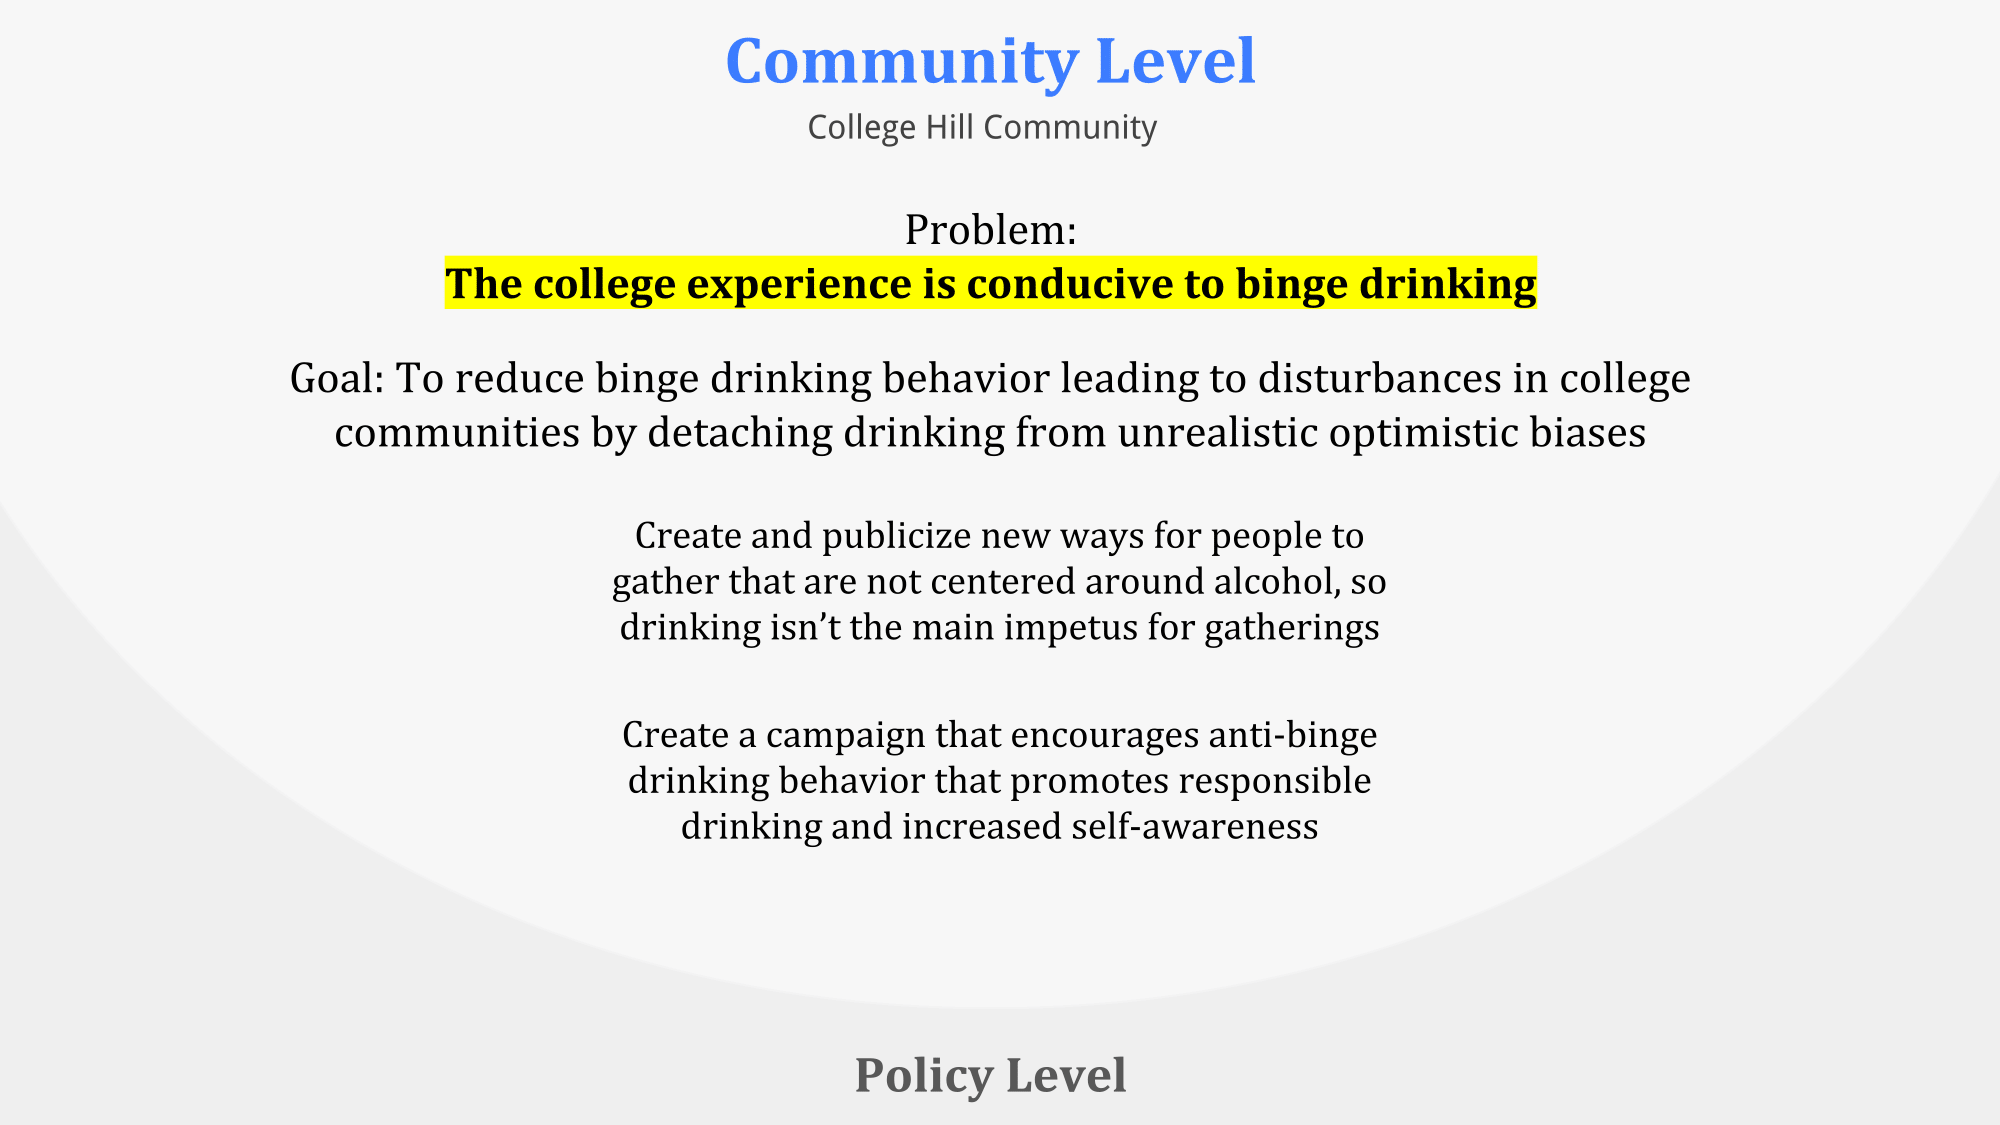 Community Level
College Hill Community
Problem:
The college experience is conducive to binge drinking
Goal: To reduce binge drinking behavior leading to disturbances in college
communities by detaching drinking from unrealistic optimistic biases
Create and publicize new ways for people to
gather that are not centered around alcohol, so
drinking isn’t the main impetus for gatherings
Create a campaign that encourages anti-binge
drinking behavior that promotes responsible
drinking and increased self-awareness
Policy Level